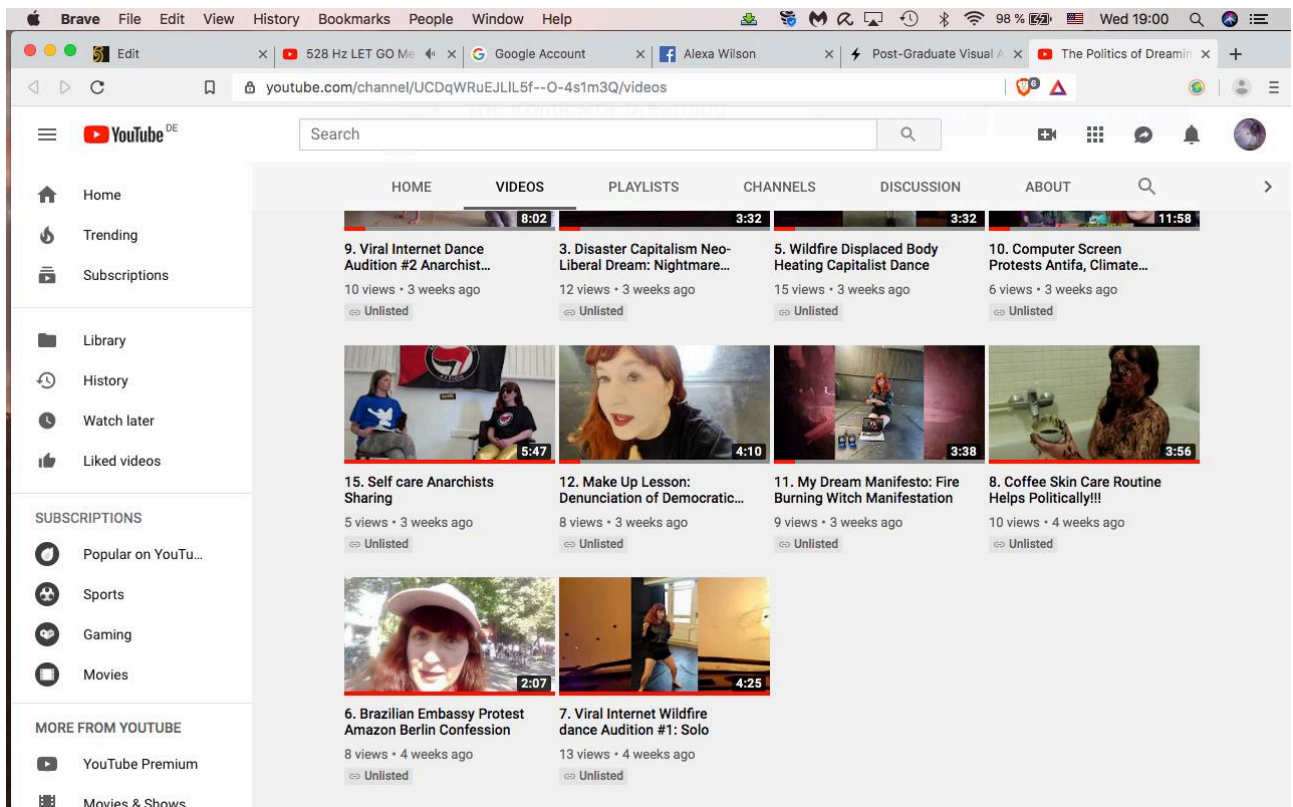 Brave File Edit View History Bookmarks People Window Help 98 % Wed 19:00
Edit 528 Hz LET GO Me Google Account Alexa Wilson Post-Graduate Visual A The Politics of Dreamin
youtube.com/channel/UCDqWRuEJLIL5f--O-4s1m3Q/videos 6
YouTube DE Search
HOME VIDEOS PLAYLISTS CHANNELS DISCUSSION ABOUT
Home
Trending
Subscriptions
Library
History
Watch later
Liked videos
SUBSCRIPTIONS
Popular on YouTu...
Sports
Gaming
Movies
MORE FROM YOUTUBE
YouTube Premium
Movies & Shows
8:02
9. Viral Internet Dance
Audition #2 Anarchist...
10 views • 3 weeks ago
Unlisted
3:32
3. Disaster Capitalism Neo-
Liberal Dream: Nightmare...
12 views • 3 weeks ago
Unlisted
3:32
5. Wildfire Displaced Body
Heating Capitalist Dance
15 views • 3 weeks ago
Unlisted
11:58
10. Computer Screen
Protests Antifa, Climate...
6 views • 3 weeks ago
Unlisted
5:47
15. Self care Anarchists
Sharing
5 views • 3 weeks ago
Unlisted
4:10
12. Make Up Lesson:
Denunciation of Democratic...
8 views • 3 weeks ago
Unlisted
3:38
11. My Dream Manifesto: Fire
Burning Witch Manifestation
9 views • 3 weeks ago
Unlisted
3:56
8. Coffee Skin Care Routine
Helps Politically!!!
10 views • 4 weeks ago
Unlisted
2:07
6. Brazilian Embassy Protest
Amazon Berlin Confession
8 views • 4 weeks ago
Unlisted
4:25
7. Viral Internet Wildfire
dance Audition #1: Solo
13 views • 4 weeks ago
Unlisted